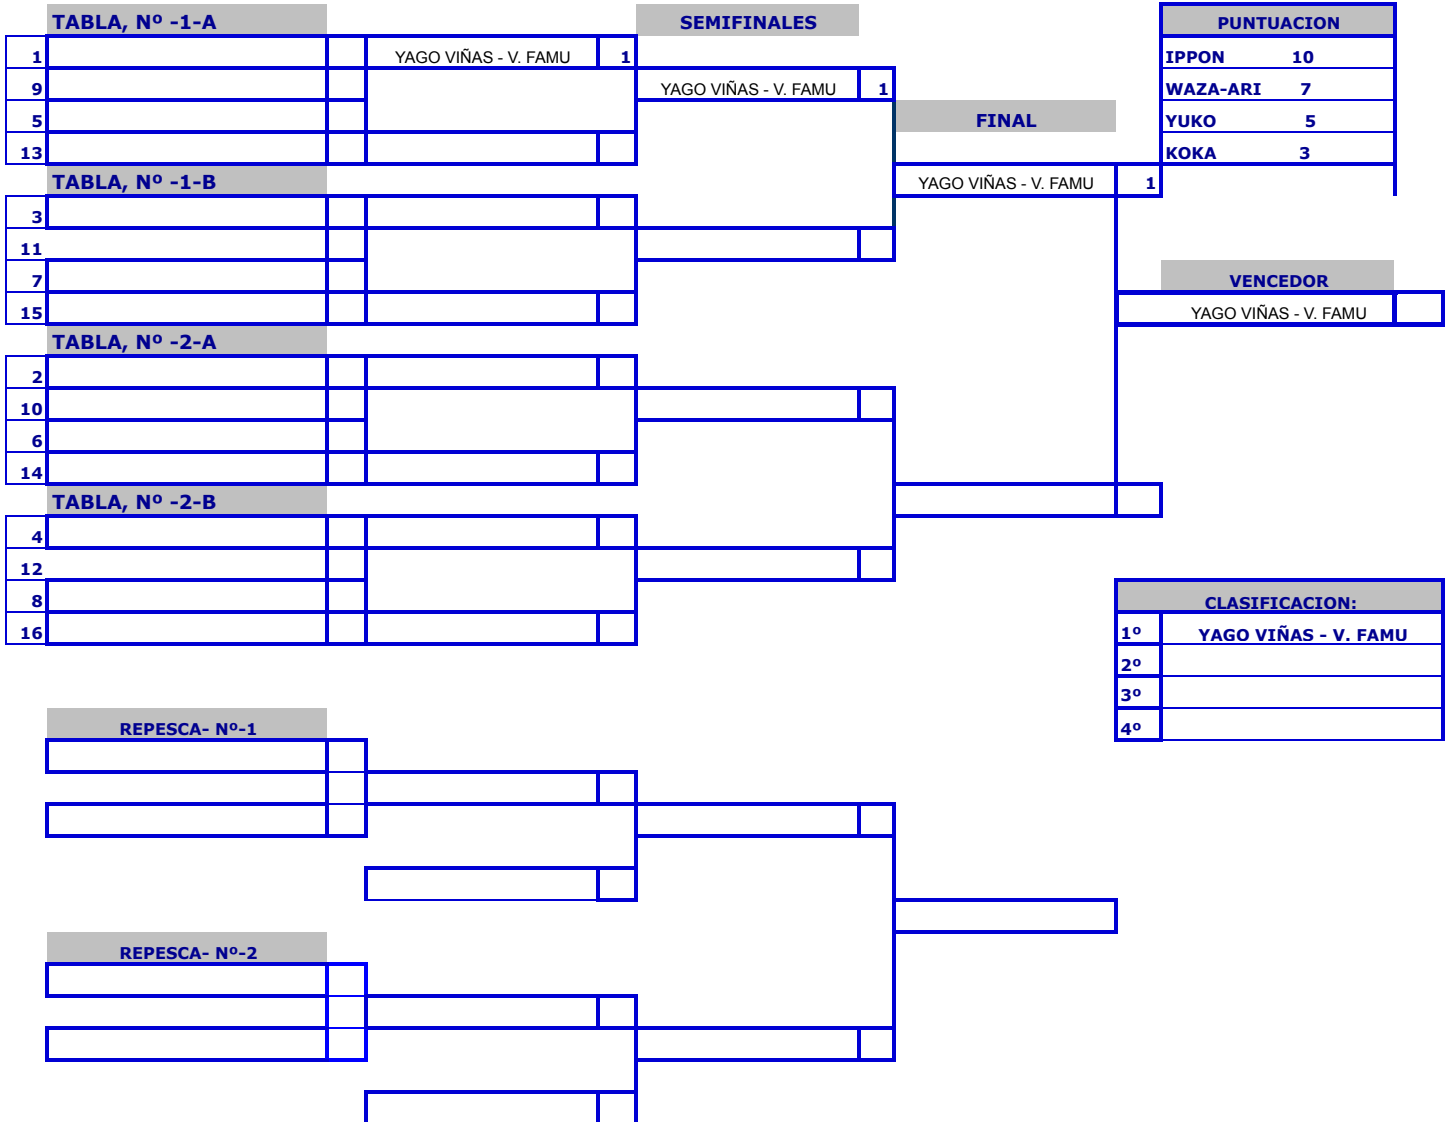 TABLA, Nº -1-A
SEMIFINALES
PUNTUACION
1 YAGO VIÑAS - V. FAMU 1
IPPON 10
9 YAGO VIÑAS - V. FAMU 1
WAZA-ARI 7
5 FINAL
YUKO 5
13
KOKA 3
TABLA, Nº -1-B
YAGO VIÑAS - V. FAMU 1
3
11
7
VENCEDOR
15
YAGO VIÑAS - V. FAMU
TABLA, Nº -2-A
2
10
6
14
TABLA, Nº -2-B
4
12
8
CLASIFICACION:
16
1º YAGO VIÑAS - V. FAMU
2º
3º
4º
REPESCA- Nº-1
REPESCA- Nº-2